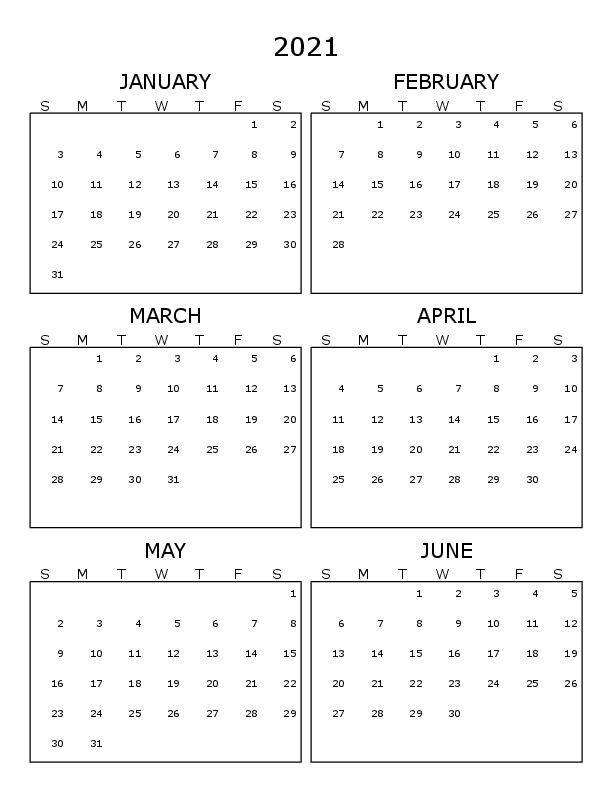 2021
JANUARY
S M T W T F S
1 2
3 4 5 6 7 8 9
10 11 12 13 14 15 16
17 18 19 20 21 22 23
24 25 26 27 28 29 30
31
FEBRUARY
S M T W T F S
1 2 3 4 5 6
7 8 9 10 11 12 13
14 15 16 17 18 19 20
21 22 23 24 25 26 27
28
MARCH
S M T W T F S
1 2 3 4 5 6
7 8 9 10 11 12 13
14 15 16 17 18 19 20
21 22 23 24 25 26 27
28 29 30 31
APRIL
S M T W T F S
1 2 3
4 5 6 7 8 9 10
11 12 13 14 15 16 17
18 19 20 21 22 23 24
25 26 27 28 29 30
MAY
S M T W T F S
1
2 3 4 5 6 7 8
9 10 11 12 13 14 15
16 17 18 19 20 21 22
23 24 25 26 27 28 29
30 31
JUNE
S M T W T F S
1 2 3 4 5
6 7 8 9 10 11 12
13 14 15 16 17 18 19
20 21 22 23 24 25 26
27 28 29 30